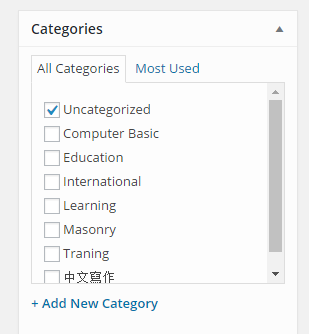 Categories
All Categories Most Used
Uncategorized
Computer Basic
Education
International
Learning
Masonry
Traning
中文寫作
+ Add New Category